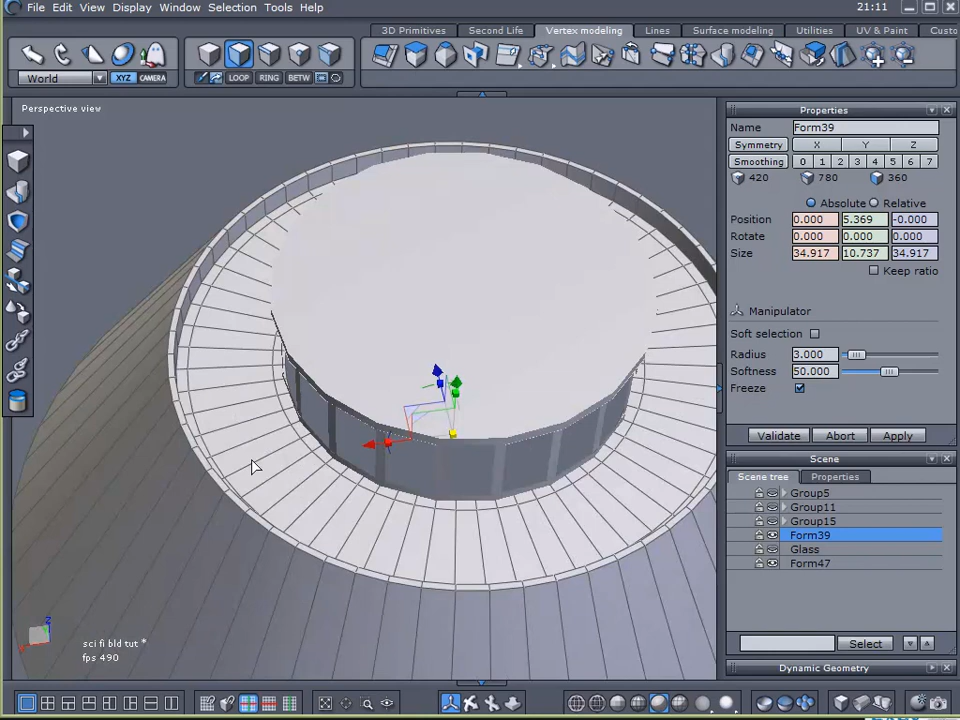 File Edit View Display Window Selection Tools Help 21:11
3D Primitives Second Life Vertex modeling Lines Surface modeling Utilities UV & Paint Custo
World XYZ CAMERA LOOP RING BETW
Perspective view
Properties
Name Form39
Symmetry X Y Z
Smoothing 0 1 2 3 4 5 6 7
420 780 360
Absolute Relative
Position 0.000 5.369 -0.000
Rotate 0.000 0.000 0.000
Size 34.917 10.737 34.917
Keep ratio
Manipulator
Soft selection
Radius 3.000
Softness 50.000
Freeze
Validate Abort Apply
Scene
Scene tree Properties
Group5
Group11
Group15
Form39
Glass
Form47
Z
sci fi bld tut *
fps 490
Select
Dynamic Geometry